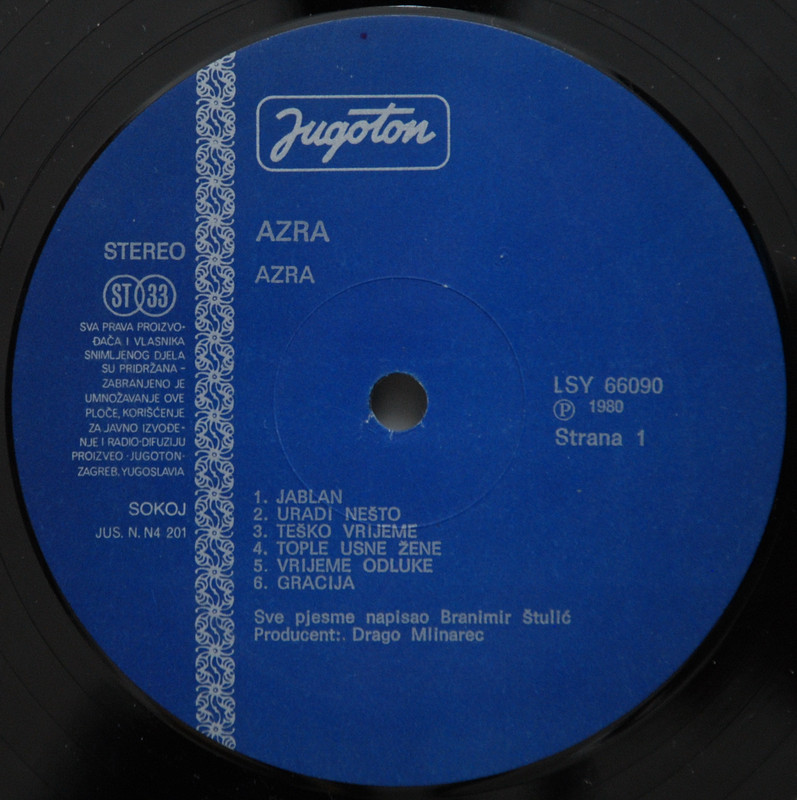 Jugoton
AZRA
AZRA
STEREO
ST 33
SVA PRAVA PROIZVO-
ĐAČA I VLASNIKA
SNIMLJENOG DJELA
SU PRIDRŽANA –
ZABRANJENO JE
UMNOŽAVANJE OVE
PLOČE, KORIŠĆENJE
ZA JAVNO IZVOĐE-
NJE I RADIO-DIFUZIJU
PROIZVEO -JUGOTON-
ZAGREB. YUGOSLAVIA
SOKOJ
JUS. N. N4 201
LSY 66090
Ⓟ 1980
Strana 1
1. JABLAN
2. URADI NEŠTO
3. TEŠKO VRIJEME
4. TOPLE USNE ŽENE
5. VRIJEME ODLUKE
6. GRACIJA
Sve pjesme napisao Branimir Štulić
Producent:. Drago Mlinarec